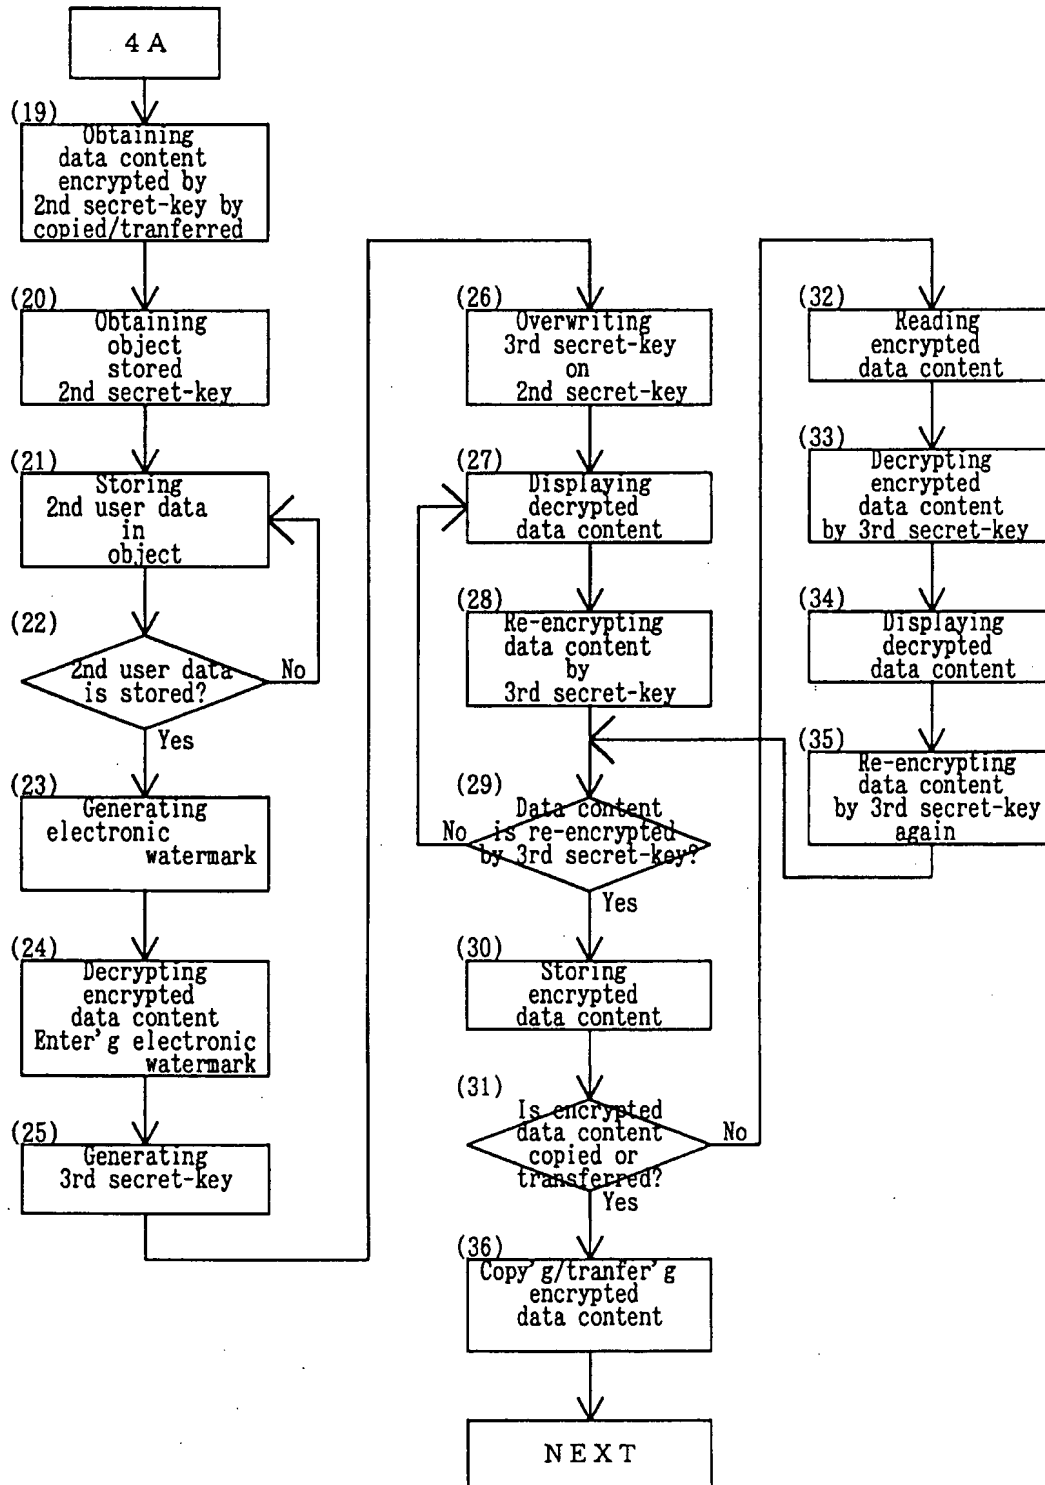 4 A
(19)
Obtaining
data content
encrypted by
2nd secret-key by
copied/tranferred
(20)
Obtaining
object
stored
2nd secret-key
(21)
Storing
2nd user data
in
object
(22)
2nd user data
is stored?
No
Yes
(23)
Generating
electronic
watermark
(24)
Decrypting
encrypted
data content
Enter'g electronic
watermark
(25)
Generating
3rd secret-key
(26)
Overwriting
3rd secret-key
on
2nd secret-key
(27)
Displaying
decrypted
data content
(28)
Re-encrypting
data content
by
3rd secret-key
(29)
Data content
is re-encrypted
by 3rd secret-key?
No
Yes
(30)
Storing
encrypted
data content
(31)
Is encrypted
data content
copied or
transferred?
No
Yes
(36)
Copy'g/tranfer'g
encrypted
data content
NEXT
(32)
Reading
encrypted
data content
(33)
Decrypting
encrypted
data content
by 3rd secret-key
(34)
Displaying
decrypted
data content
(35)
Re-encrypting
data content
by 3rd secret-key
again